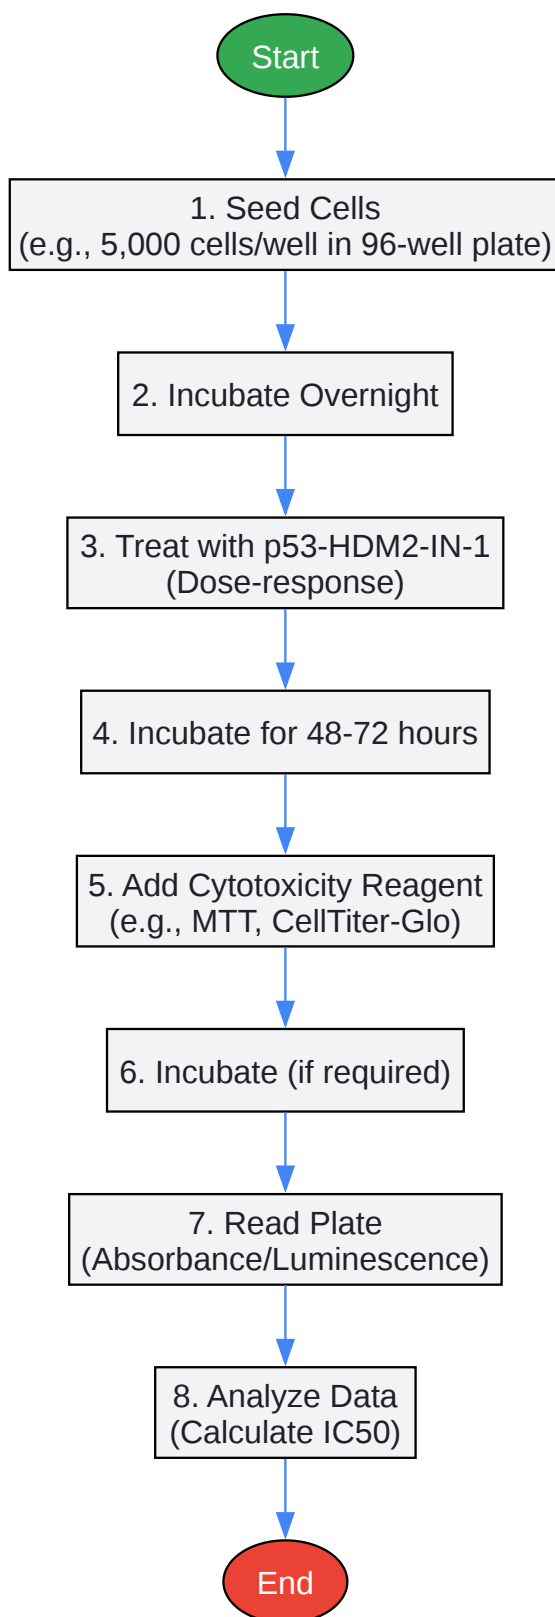 Start
1. Seed Cells
(e.g., 5,000 cells/well in 96-well plate)
2. Incubate Overnight
3. Treat with p53-HDM2-IN-1
(Dose-response)
4. Incubate for 48-72 hours
5. Add Cytotoxicity Reagent
(e.g., MTT, CellTiter-Glo)
6. Incubate (if required)
7. Read Plate
(Absorbance/Luminescence)
8. Analyze Data
(Calculate IC50)
End